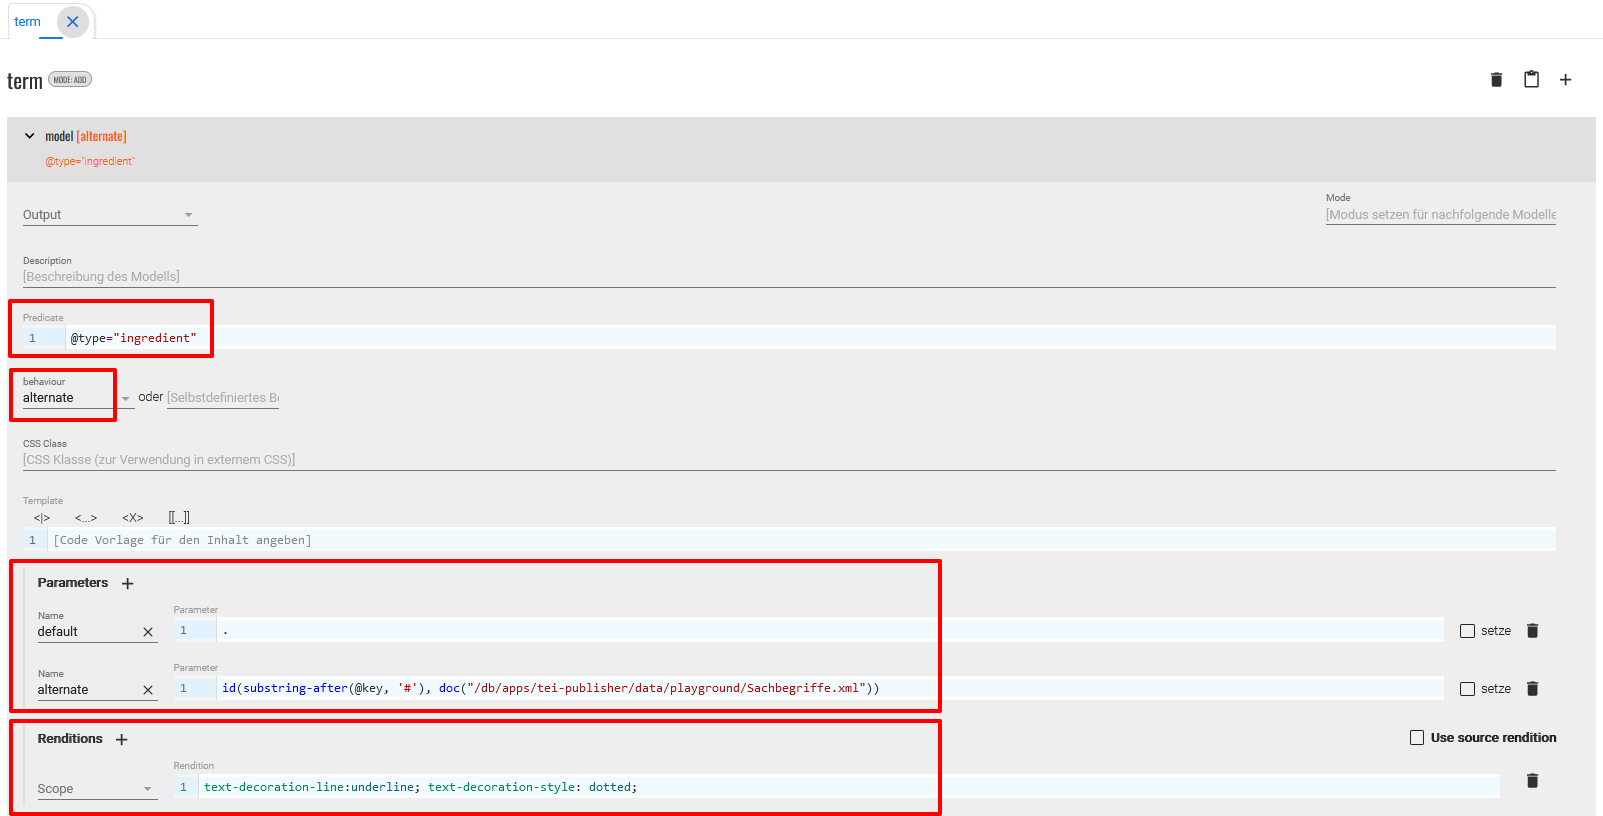 term
term MODE: ADD
model [alternate]
@type="ingredient"
Output
Mode
[Modus setzen für nachfolgende Modelle
Description
[Beschreibung des Modells]
Predicate
1 @type="ingredient"
behaviour
alternate oder [Selbstdefiniertes Be
CSS Class
[CSS Klasse (zur Verwendung in externem CSS)]
Template
<|> <...> <X> [[...]]
1 [Code Vorlage für den Inhalt angeben]
Parameters
Name Parameter
default 1 . setze
Name Parameter
alternate 1 id(substring-after(@key, '#'), doc("/db/apps/tei-publisher/data/playground/Sachbegriffe.xml")) setze
Renditions Use source rendition
Rendition
Scope 1 text-decoration-line:underline; text-decoration-style: dotted;